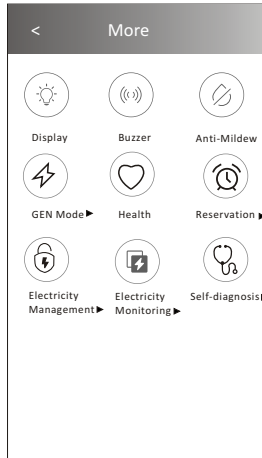 < More
Display Buzzer Anti-Mildew
GEN Mode▶ Health Reservation ▶
Electricity Electricity Self-diagnosis▶
Management▶ Monitoring ▶